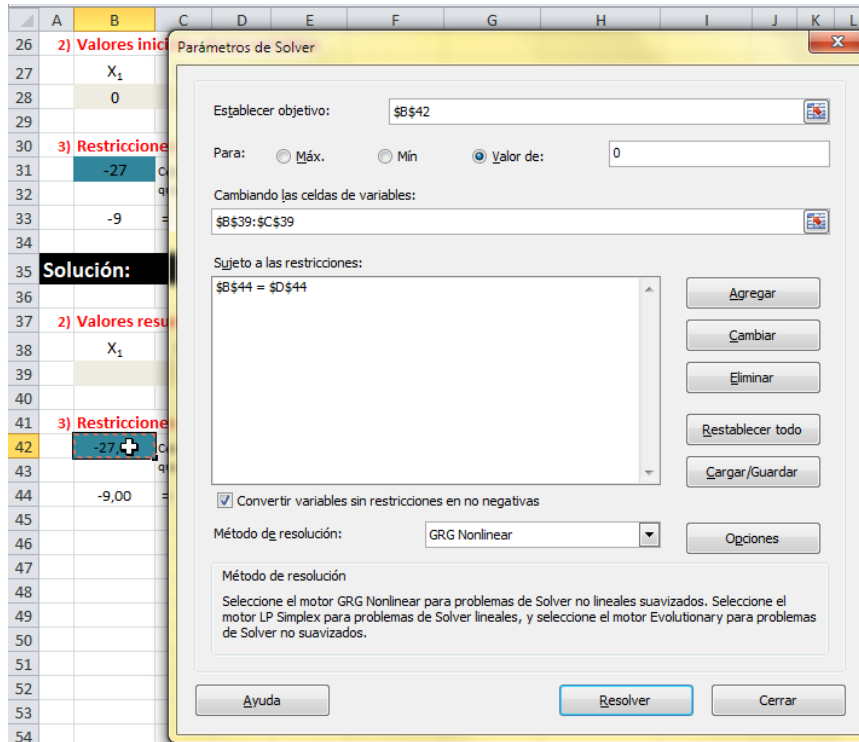 A B C D E F G H I J K L
26 2) Valores inici
Parámetros de Solver
27 X₁
28 0
29
30 3) Restricciones
31 -27
32
33 -9 =
34
35 Solución:
36
37 2) Valores resu
38 X₁
39
40
41 3) Restricciones
42 -27,
43
44 -9,00 =
45
46
47
48
49
50
51
52
53
54
Establecer objetivo: $B$42
Para: Máx. Mín Valor de: 0
Cambiando las celdas de variables:
$B$39:$C$39
Sujeto a las restricciones:
$B$44 = $D$44
Agregar
Cambiar
Eliminar
Restablecer todo
Cargar/Guardar
Convertir variables sin restricciones en no negativas
Método de resolución: GRG Nonlinear Opciones
Método de resolución
Seleccione el motor GRG Nonlinear para problemas de Solver no lineales suavizados. Seleccione el
motor LP Simplex para problemas de Solver lineales, y seleccione el motor Evolutionary para problemas
de Solver no suavizados.
Ayuda Resolver Cerrar